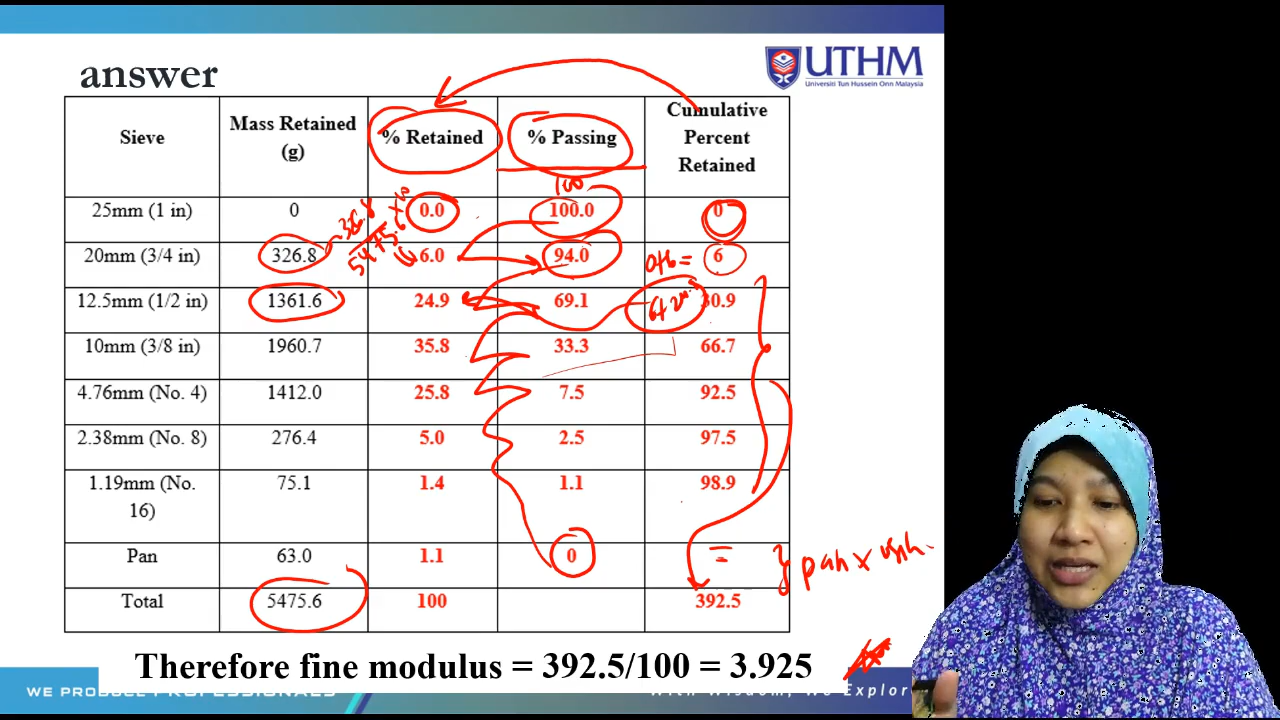 answer
UTHM
Universiti Tun Hussein Onn Malaysia
Sieve Mass Retained (g) % Retained % Passing Cumulative Percent Retained
100
25mm (1 in) 0 0.0 100.0 0
20mm (3/4 in) 326.8 6.0 94.0 0+6 = 6
12.5mm (1/2 in) 1361.6 24.9 69.1 30.9
10mm (3/8 in) 1960.7 35.8 33.3 66.7
4.76mm (No. 4) 1412.0 25.8 7.5 92.5
2.38mm (No. 8) 276.4 5.0 2.5 97.5
1.19mm (No. 16) 75.1 1.4 1.1 98.9
Pan 63.0 1.1 0 = } pan x
Total 5475.6 100 392.5
Therefore fine modulus = 392.5/100 = 3.925